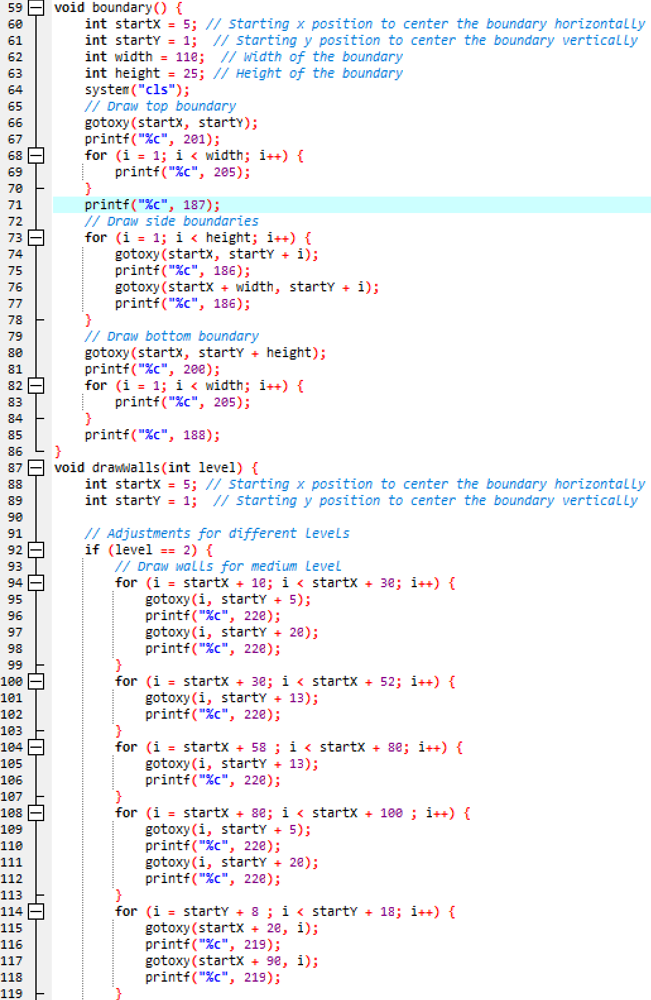 59 void boundary() {
60 int startX = 5; // Starting x position to center the boundary horizontally
61 int startY = 1;  // Starting y position to center the boundary vertically
62 int width = 110;  // Width of the boundary
63 int height = 25; // Height of the boundary
64 system("cls");
65 // Draw top boundary
66 gotoxy(startX, startY);
67 printf("%c", 201);
68 for (i = 1; i < width; i++) {
69 printf("%c", 205);
70 }
71 printf("%c", 187);
72 // Draw side boundaries
73 for (i = 1; i < height; i++) {
74 gotoxy(startX, startY + i);
75 printf("%c", 186);
76 gotoxy(startX + width, startY + i);
77 printf("%c", 186);
78 }
79 // Draw bottom boundary
80 gotoxy(startX, startY + height);
81 printf("%c", 200);
82 for (i = 1; i < width; i++) {
83 printf("%c", 205);
84 }
85 printf("%c", 188);
86 }
87 void drawWalls(int level) {
88 int startX = 5; // Starting x position to center the boundary horizontally
89 int startY = 1;  // Starting y position to center the boundary vertically
90
91 // Adjustments for different levels
92 if (level == 2) {
93 // Draw walls for medium level
94 for (i = startX + 10; i < startX + 30; i++) {
95 gotoxy(i, startY + 5);
96 printf("%c", 220);
97 gotoxy(i, startY + 20);
98 printf("%c", 220);
99 }
100 for (i = startX + 30; i < startX + 52; i++) {
101 gotoxy(i, startY + 13);
102 printf("%c", 220);
103 }
104 for (i = startX + 58 ; i < startX + 80; i++) {
105 gotoxy(i, startY + 13);
106 printf("%c", 220);
107 }
108 for (i = startX + 80; i < startX + 100 ; i++) {
109 gotoxy(i, startY + 5);
110 printf("%c", 220);
111 gotoxy(i, startY + 20);
112 printf("%c", 220);
113 }
114 for (i = startY + 8 ; i < startY + 18; i++) {
115 gotoxy(startX + 20, i);
116 printf("%c", 219);
117 gotoxy(startX + 90, i);
118 printf("%c", 219);
119 }